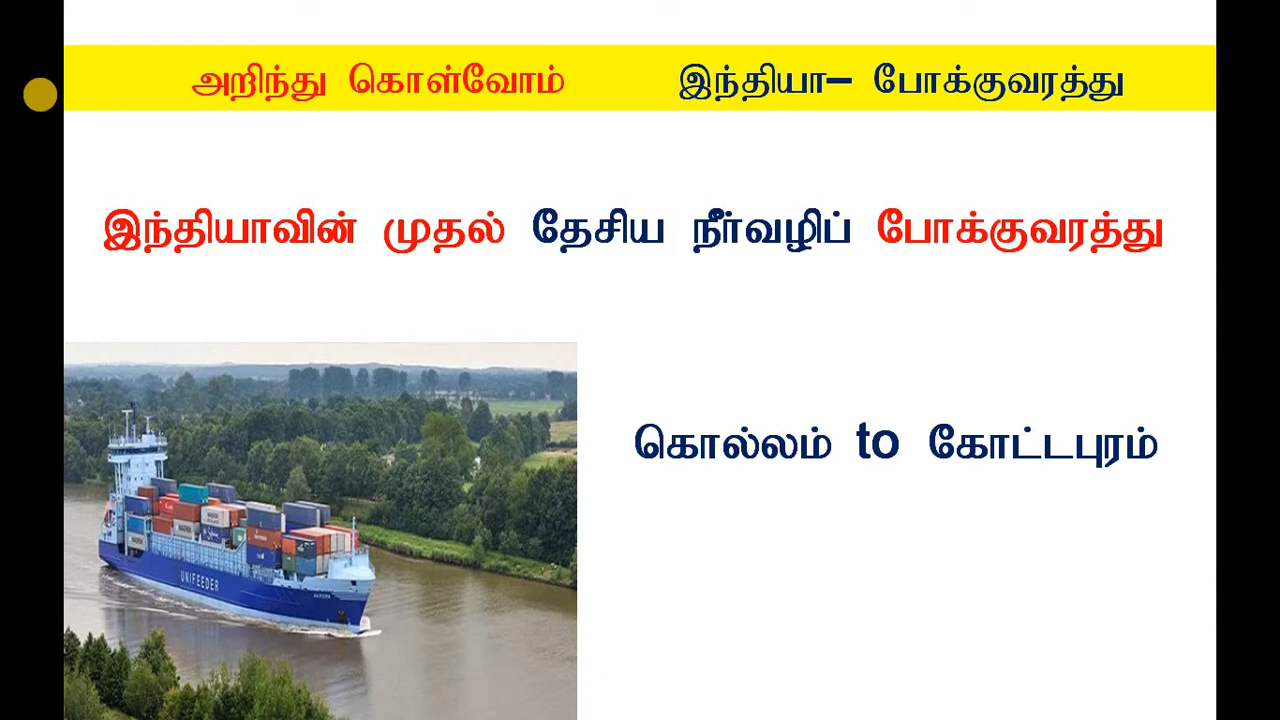 அறிந்து கொள்வோம் இந்தியா– போக்குவரத்து
இந்தியாவின் முதல் தேசிய நீர்வழிப் போக்குவரத்து
கொல்லம் to கோட்டபுரம்
UNIFEEDER